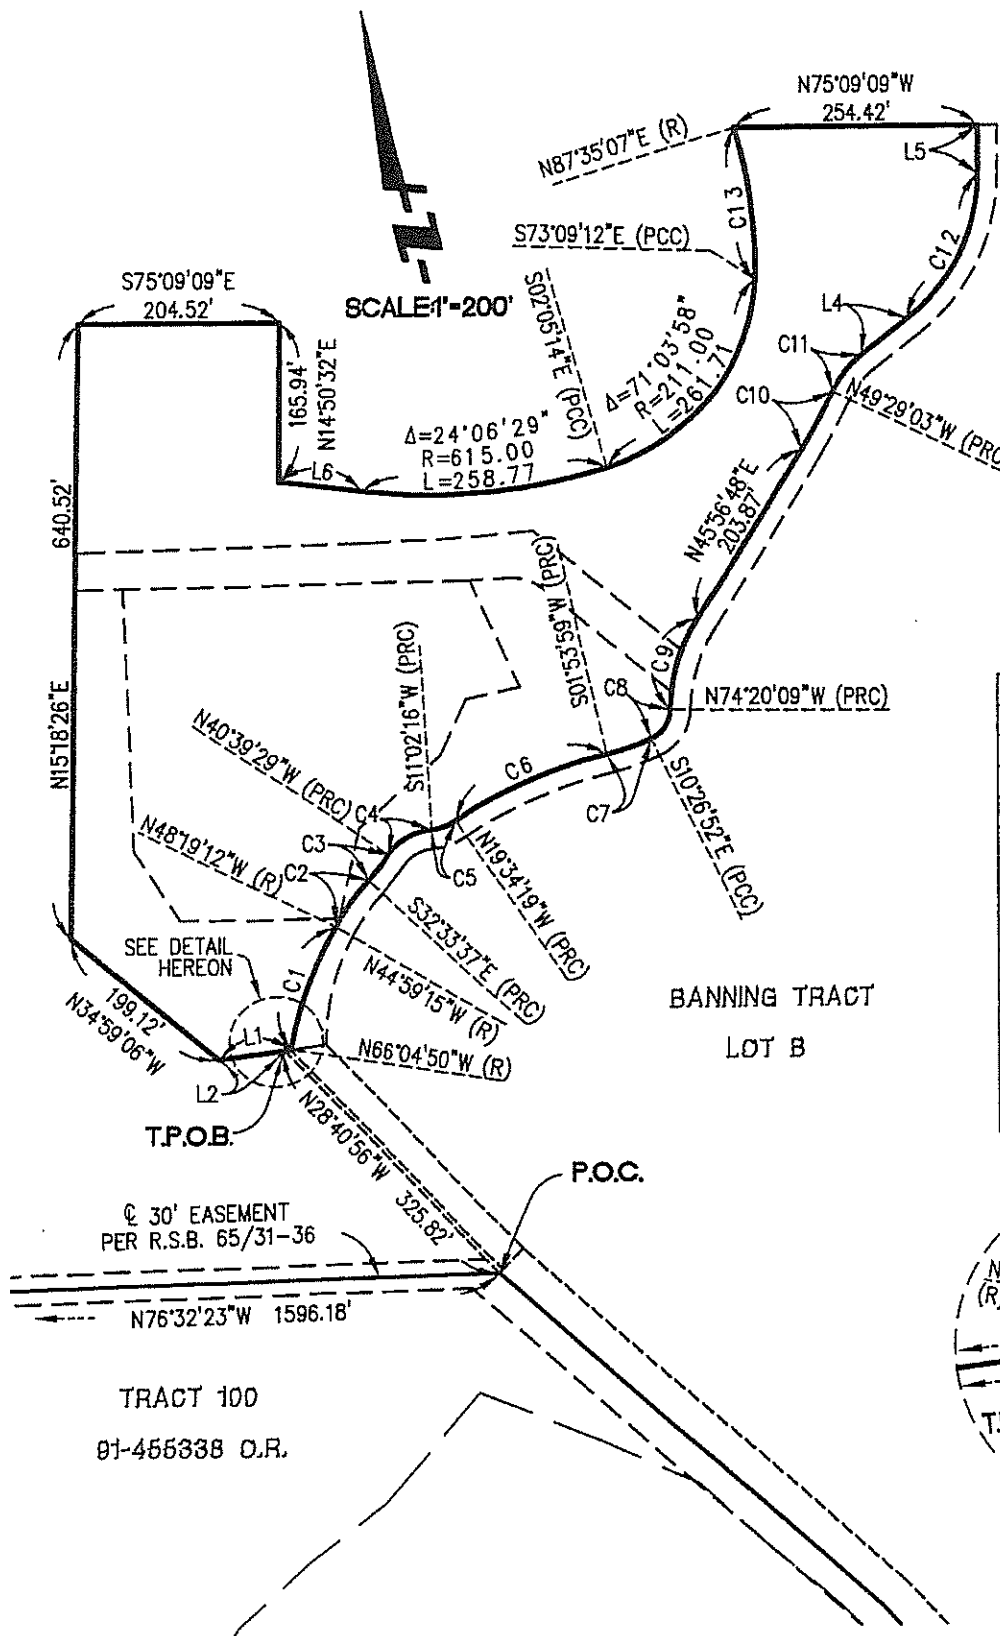 N75°09'09"W
254.42'
L5
N87°35'07"E (R)
C13
S73°09'12"E (PCC)
C12
S75°09'09"E
204.52'
SCALE:1"=200'
S02°05'14"E (PCC)
Δ=71°03'58"
R=211.00
L=261.71
L4
C11
C10
N49°29'03"W (PRC
165.94'
N14°50'32"E
Δ=24°06'29"
R=615.00
L=258.77
L6
640.52'
N15°18'26"E
N45°56'48"E
203.87'
S01°53'59"W (PRC)
C9
C8
N74°20'09"W (PRC)
S11°02'16"W (PRC)
N40°39'29"W (PRC)
C6
C7
S10°26'52"E (PCC)
C4
C3
N48°19'12"W (R)
C2
C5
N19°34'19"W (PRC)
S32°33'37"E (PRC)
N44°59'15"W (R)
SEE DETAIL
HEREON
C1
199.12'
N34°59'06"W
L1
N66°04'50"W (R)
L2
T.P.O.B.
BANNING TRACT
LOT B
N28°40'56"W 325.82'
P.O.C.
℄ 30' EASEMENT
PER R.S.B. 65/31-36
N76°32'23"W 1596.18'
TRACT 100
91-455338 O.R.
N
(R
T.